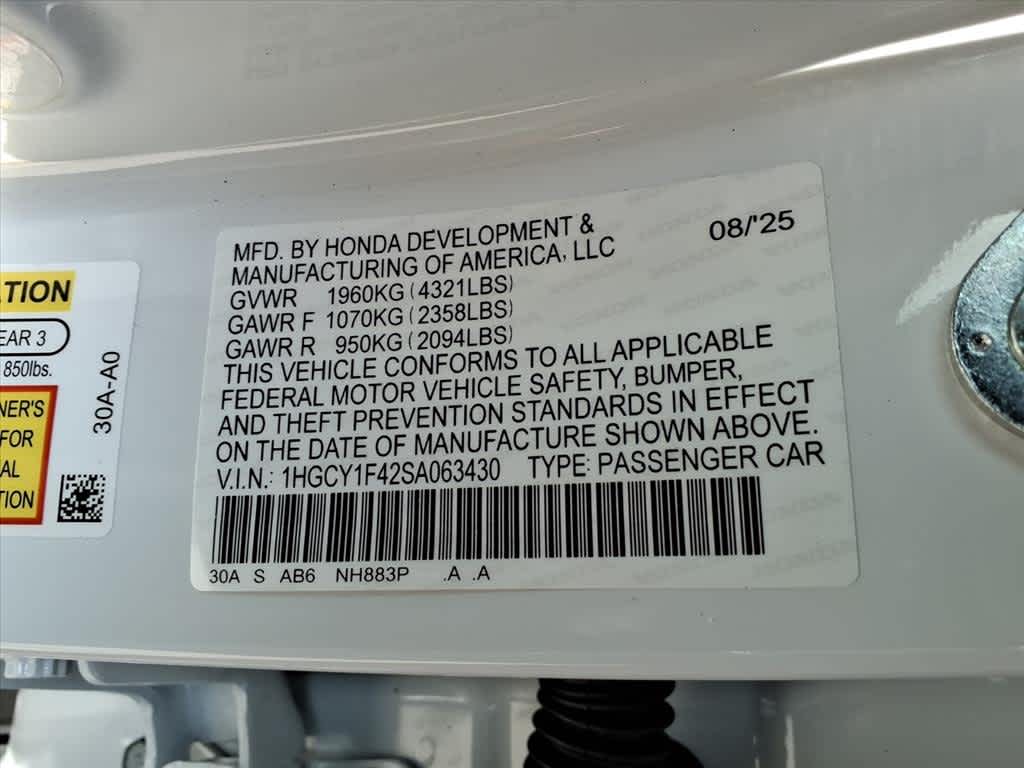 TION
EAR 3
850lbs.
NER'S
FOR
AL
TION
30A-A0
MFD. BY HONDA DEVELOPMENT & 08/'25
MANUFACTURING OF AMERICA, LLC
GVWR 1960KG (4321LBS)
GAWR F 1070KG (2358LBS)
GAWR R 950KG (2094LBS)
THIS VEHICLE CONFORMS TO ALL APPLICABLE
FEDERAL MOTOR VEHICLE SAFETY, BUMPER,
AND THEFT PREVENTION STANDARDS IN EFFECT
ON THE DATE OF MANUFACTURE SHOWN ABOVE.
V.I.N.: 1HGCY1F42SA063430 TYPE: PASSENGER CAR
30A S AB6 NH883P .A .A